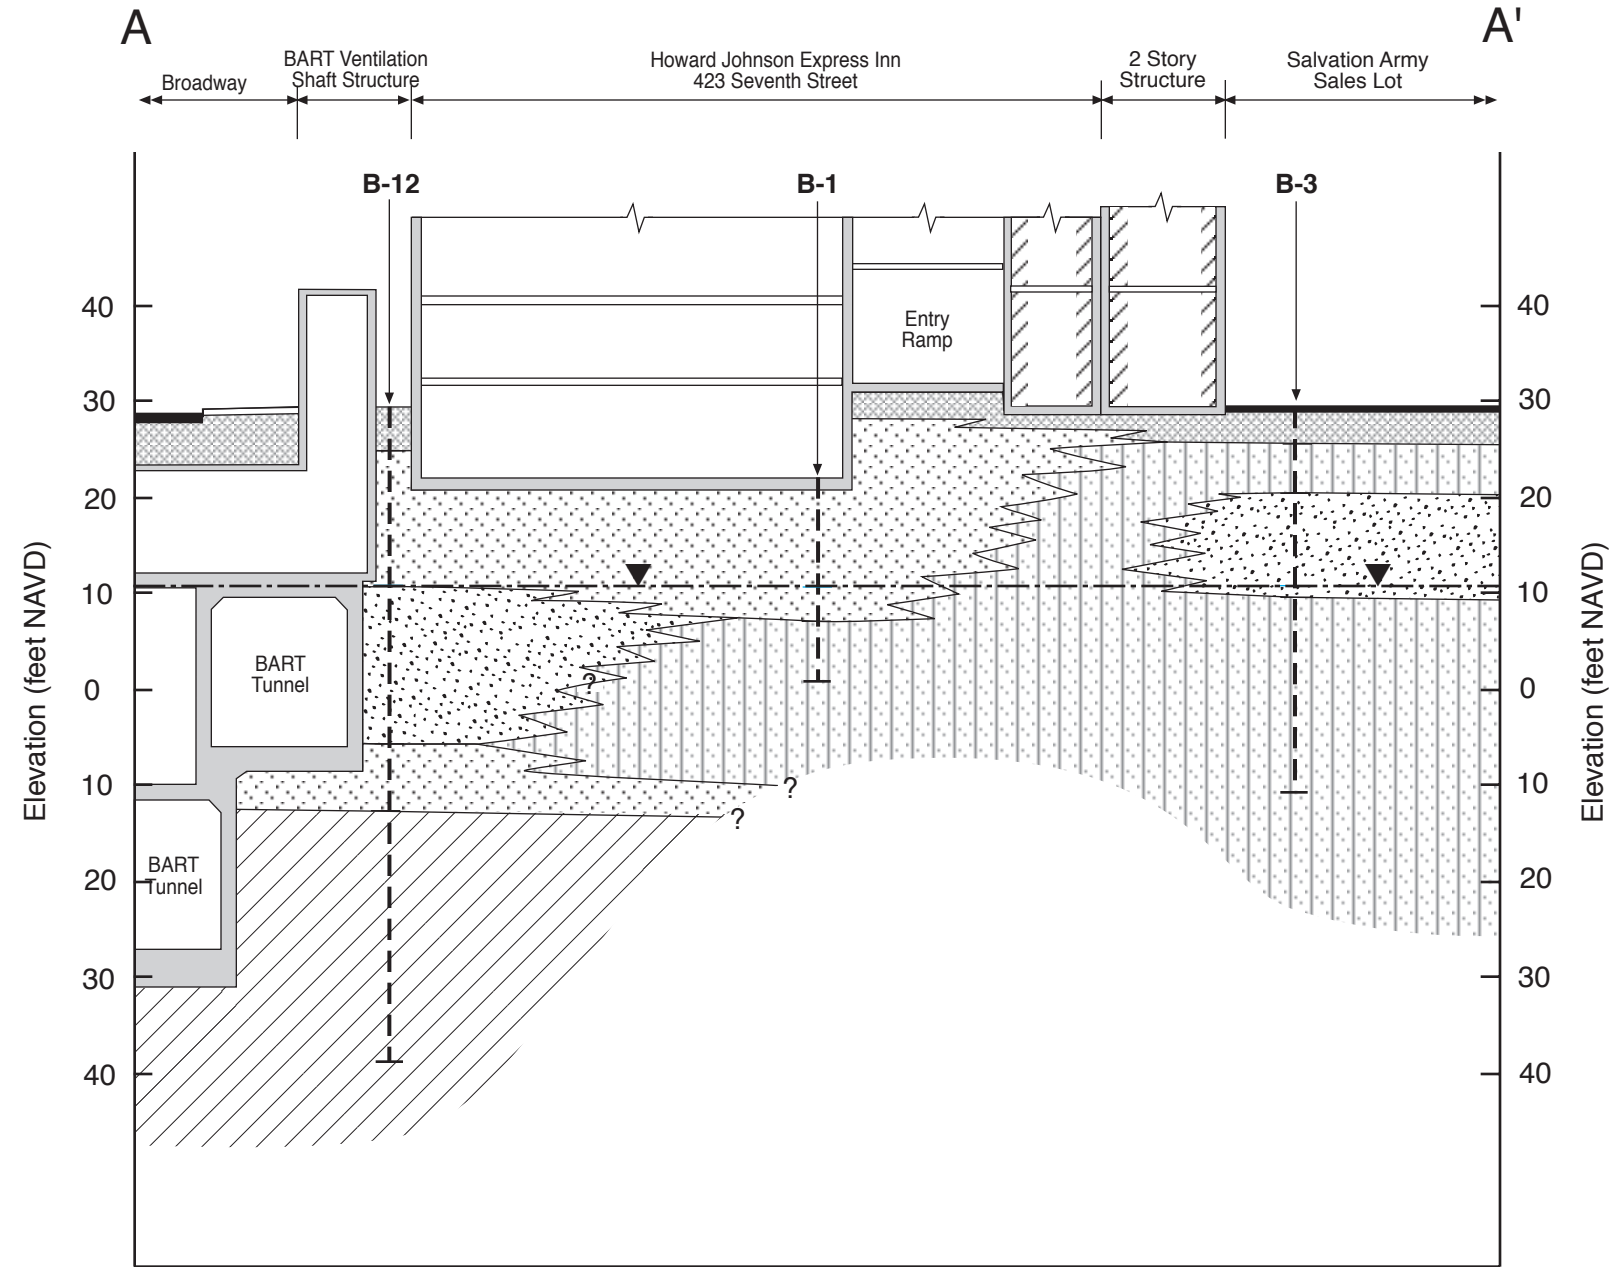 A
A'
Broadway
BART Ventilation
Shaft Structure
Howard Johnson Express Inn
423 Seventh Street
2 Story
Structure
Salvation Army
Sales Lot
B-12
B-1
B-3
Entry
Ramp
40
30
20
10
0
10
20
30
40
Elevation (feet NAVD)
BART
Tunnel
BART
Tunnel
?
?
?
40
30
20
10
0
10
20
30
40
Elevation (feet NAVD)